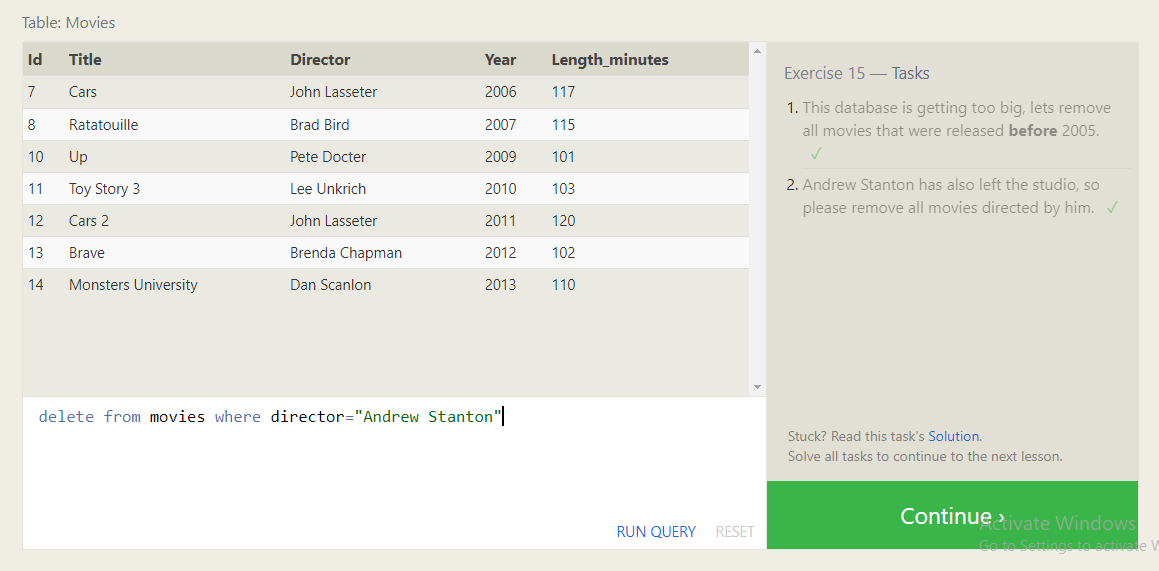 Table: Movies
Id Title Director Year Length_minutes
7 Cars John Lasseter 2006 117
8 Ratatouille Brad Bird 2007 115
10 Up Pete Docter 2009 101
11 Toy Story 3 Lee Unkrich 2010 103
12 Cars 2 John Lasseter 2011 120
13 Brave Brenda Chapman 2012 102
14 Monsters University Dan Scanlon 2013 110
delete from movies where director="Andrew Stanton"
RUN QUERY RESET
Exercise 15 — Tasks
1. This database is getting too big, lets remove
all movies that were released before 2005.
✓
2. Andrew Stanton has also left the studio, so
please remove all movies directed by him. ✓
Stuck? Read this task's Solution.
Solve all tasks to continue to the next lesson.
Continue ›
Activate Windows
Go to Settings to activate W